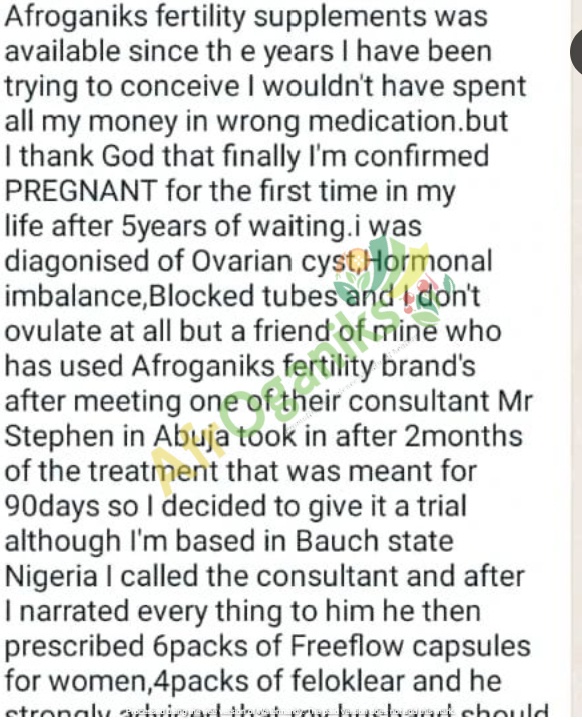 Afroganiks fertility supplements was
available since th e years I have been
trying to conceive I wouldn't have spent
all my money in wrong medication.but
I thank God that finally I'm confirmed
PREGNANT for the first time in my
life after 5years of waiting.i was
diagonised of Ovarian cyst,Hormonal
imbalance,Blocked tubes and I don't
ovulate at all but a friend of mine who
has used Afroganiks fertility brand's
after meeting one of their consultant Mr
Stephen in Abuja took in after 2months
of the treatment that was meant for
90days so I decided to give it a trial
although I'm based in Bauch state
Nigeria I called the consultant and after
I narrated every thing to him he then
prescribed 6packs of Freeflow capsules
for women,4packs of feloklear and he
strongly should
AfrOganiks